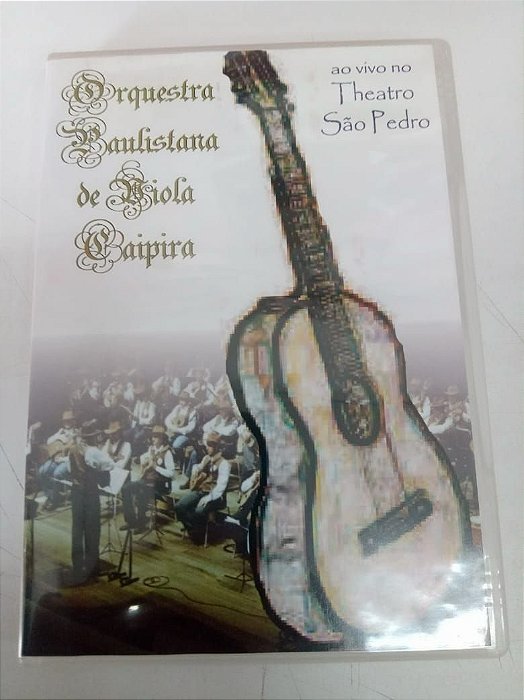 Orquestra
Paulistana
de Viola
Caipira
ao vivo no
Theatro
São Pedro